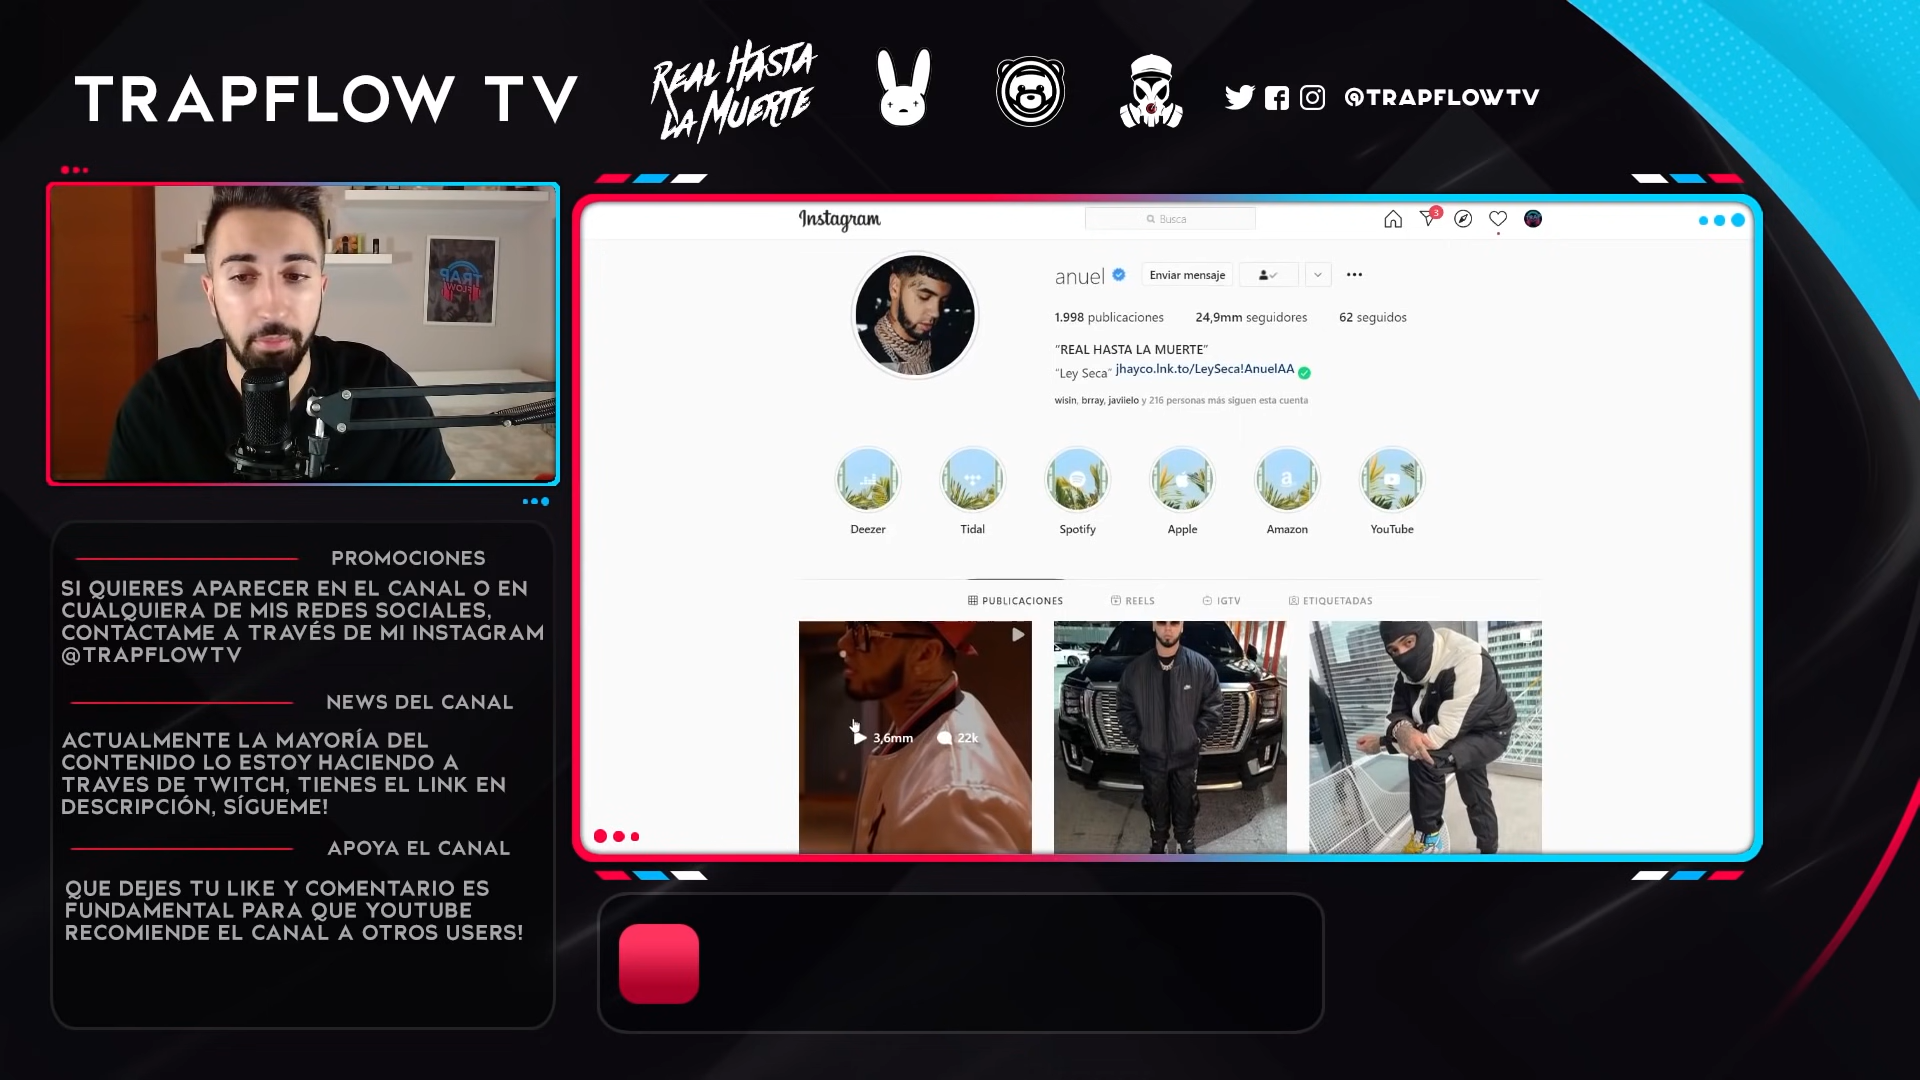 TRAPFLOW TV
REAL HASTA
LA MUERTE
@TRAPFLOWTV
PROMOCIONES
SI QUIERES APARECER EN EL CANAL O EN
CUALQUIERA DE MIS REDES SOCIALES,
CONTÁCTAME A TRAVÉS DE MI INSTAGRAM
@TRAPFLOWTV
NEWS DEL CANAL
ACTUALMENTE LA MAYORÍA DEL
CONTENIDO LO ESTOY HACIENDO A
TRAVES DE TWITCH, TIENES EL LINK EN
DESCRIPCIÓN, SÍGUEME!
APOYA EL CANAL
QUE DEJES TU LIKE Y COMENTARIO ES
FUNDAMENTAL PARA QUE YOUTUBE
RECOMIENDE EL CANAL A OTROS USERS!
Instagram
Busca
3
anuel
Enviar mensaje
1.998 publicaciones 24,9mm seguidores 62 seguidos
"REAL HASTA LA MUERTE"
"Ley Seca" jhayco.lnk.to/LeySeca!AnuelAA
wisin, brray, javiielo y 216 personas más siguen esta cuenta
Deezer Tidal Spotify Apple Amazon YouTube
PUBLICACIONES REELS IGTV ETIQUETADAS
3,6mm 22k